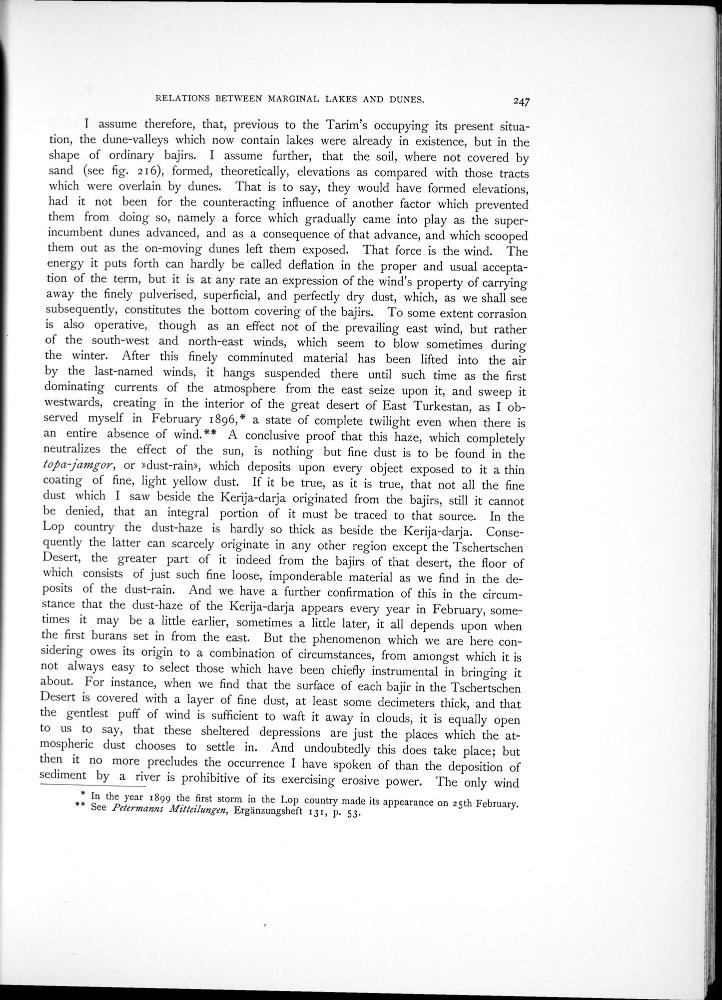 RELATIONS BETWEEN MARGINAL LAKES AND DUNES. 247
I assume therefore, that, previous to the Tarim's occupying its present situa-
tion, the dune-valleys which now contain lakes were already in existence, but in the
shape of ordinary bajirs. I assume further, that the soil, where not covered by
sand (see fig. 216), formed, theoretically, elevations as compared with those tracts
which were overlain by dunes. That is to say, they would have formed elevations,
had it not been for the counteracting influence of another factor which prevented
them from doing so, namely a force which gradually came into play as the super-
incumbent dunes advanced, and as a consequence of that advance, and which scooped
them out as the on-moving dunes left them exposed. That force is the wind. The
energy it puts forth can hardly be called deflation in the proper and usual accepta-
tion of the term, but it is at any rate an expression of the wind's property of carrying
away the finely pulverised, superficial, and perfectly dry dust, which, as we shall see
subsequently, constitutes the bottom covering of the bajirs. To some extent corrasion
is also operative, though as an effect not of the prevailing east wind, but rather
of the south-west and north-east winds, which seem to blow sometimes during
the winter. After this finely comminuted material has been lifted into the air
by the last-named winds, it hangs suspended there until such time as the first
dominating currents of the atmosphere from the east seize upon it, and sweep it
westwards, creating in the interior of the great desert of East Turkestan, as I ob-
served myself in February 1896,* a state of complete twilight even when there is
an entire absence of wind.** A conclusive proof that this haze, which completely
neutralizes the effect of the sun, is nothing but fine dust is to be found in the
topa-jamgor, or »dust-rain», which deposits upon every object exposed to it a thin
coating of fine, light yellow dust. If it be true, as it is true, that not all the fine
dust which I saw beside the Kerija-darja originated from the bajirs, still it cannot
be denied, that an integral portion of it must be traced to that source. In the
Lop country the dust-haze is hardly so thick as beside the Kerija-darja. Conse-
quently the latter can scarcely originate in any other region except the Tschertschen
Desert, the greater part of it indeed from the bajirs of that desert, the floor of
which consists of just such fine loose, imponderable material as we find in the de-
posits of the dust-rain. And we have a further confirmation of this in the circum-
stance that the dust-haze of the Kerija-darja appears every year in February, some-
times it may be a little earlier, sometimes a little later, it all depends upon when
the first burans set in from the east. But the phenomenon which we are here con-
sidering owes its origin to a combination of circumstances, from amongst which it is
not always easy to select those which have been chiefly instrumental in bringing it
about. For instance, when we find that the surface of each bajir in the Tschertschen
Desert is covered with a layer of fine dust, at least some decimeters thick, and that
the gentlest puff of wind is sufficient to waft it away in clouds, it is equally open
to us to say, that these sheltered depressions are just the places which the at-
mospheric dust chooses to settle in. And undoubtedly this does take place; but
then it no more precludes the occurrence I have spoken of than the deposition of
sediment by a river is prohibitive of its exercising erosive power. The only wind
* In the year 1899 the first storm in the Lop country made its appearance on 25th February.
** See Petermanns Mitteilungen, Ergänzungsheft 131, p. 53.